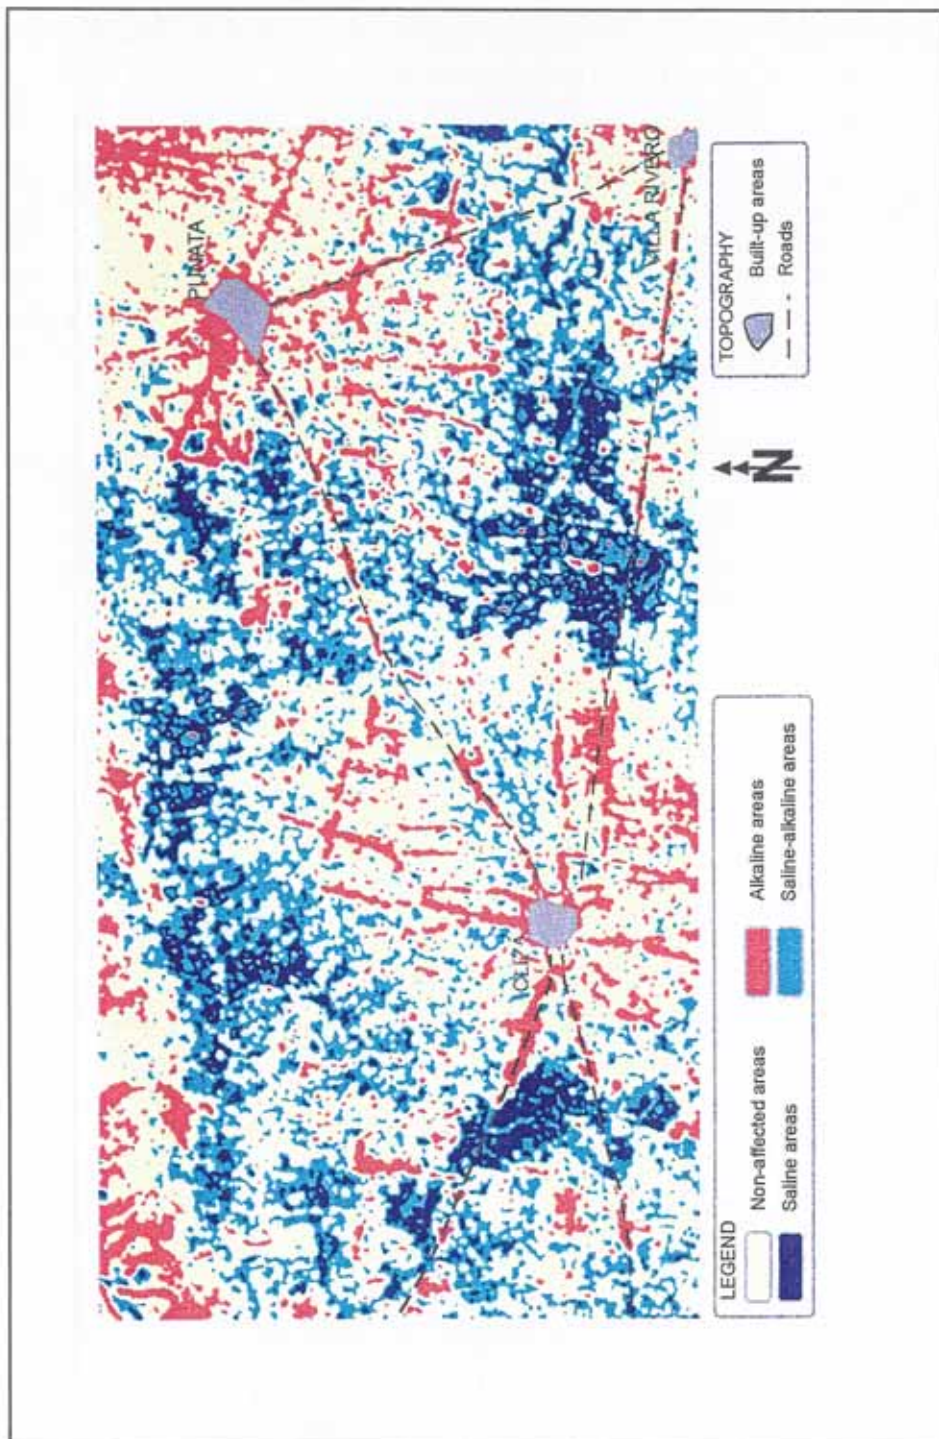 PUNATA
VILLA RIVERO
CLIZA
LEGEND
Non-affected areas
Alkaline areas
Saline areas
Saline-alkaline areas
N
TOPOGRAPHY
Built-up areas
Roads